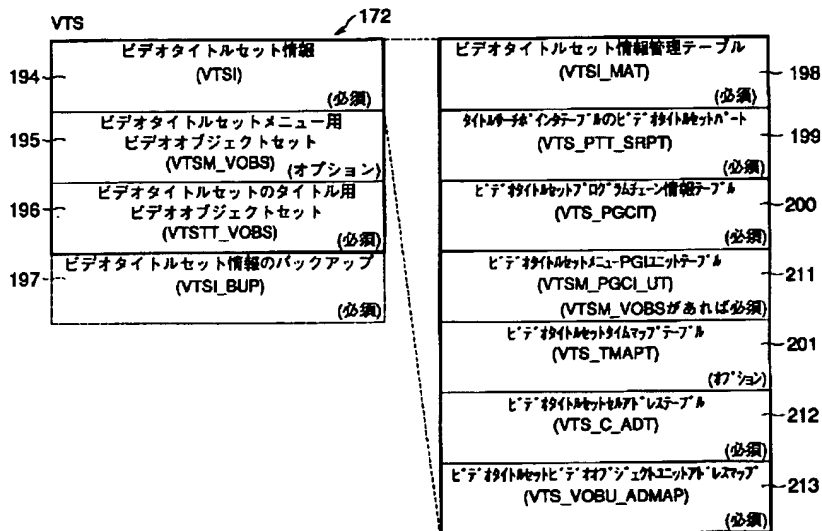 VTS
172
194
ビデオタイトルセット情報
(VTSI)
(必須)
195
ビデオタイトルセットメニュー用
ビデオオブジェクトセット
(VTSM_VOBS)
(オプション)
196
ビデオタイトルセットのタイトル用
ビデオオブジェクトセット
(VTSTT_VOBS)
(必須)
197
ビデオタイトルセット情報のバックアップ
(VTSI_BUP)
(必須)
ビデオタイトルセット情報管理テーブル
(VTSI_MAT)
(必須)
198
タイトルサーチポインタテーブルのビデオタイトルセットパート
(VTS_PTT_SRPT)
(必須)
199
ビデオタイトルセットプログラムチェーン情報テーブル
(VTS_PGCIT)
(必須)
200
ビデオタイトルセットメニューPGIユニットテーブル
(VTSM_PGCI_UT)
(VTSM_VOBSがあれば必須)
211
ビデオタイトルセットタイムマップテーブル
(VTS_TMAPT)
(オプション)
201
ビデオタイトルセットセルアドレステーブル
(VTS_C_ADT)
(必須)
212
ビデオタイトルセットビデオオブジェクトユニットアドレスマップ
(VTS_VOBU_ADMAP)
(必須)
213